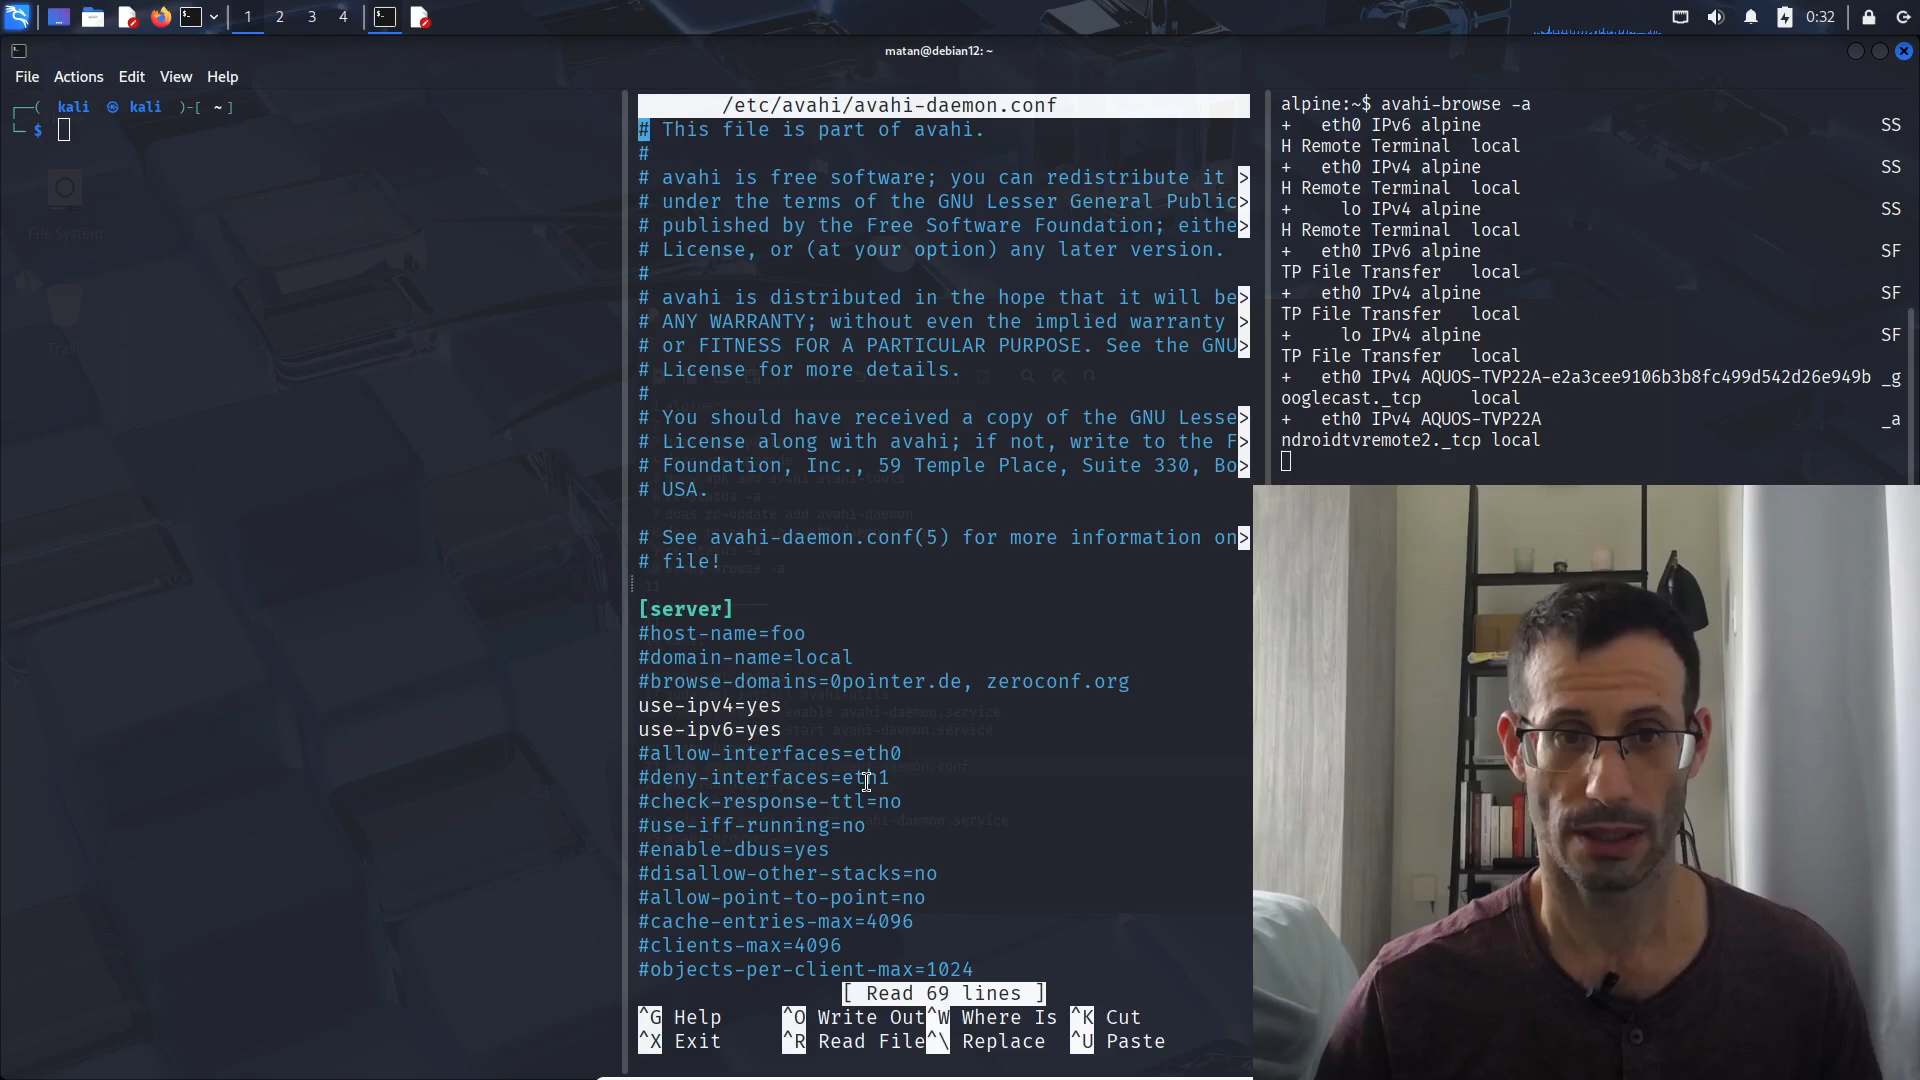 1 2 3 4
0:32
matan@debian12: ~
File Actions Edit View Help
┌──( kali ㉿ kali )-[ ~ ]
└─ $
File System
Trash
/etc/avahi/avahi-daemon.conf
# This file is part of avahi.
#
# avahi is free software; you can redistribute it >
# under the terms of the GNU Lesser General Public>
# published by the Free Software Foundation; eithe>
# License, or (at your option) any later version.
#
# avahi is distributed in the hope that it will be>
# ANY WARRANTY; without even the implied warranty >
# or FITNESS FOR A PARTICULAR PURPOSE. See the GNU>
# License for more details.
#
# You should have received a copy of the GNU Lesse>
# License along with avahi; if not, write to the F>
# Foundation, Inc., 59 Temple Place, Suite 330, Bo>
# USA.
# See avahi-daemon.conf(5) for more information on>
# file!
[server]
#host-name=foo
#domain-name=local
#browse-domains=0pointer.de, zeroconf.org
use-ipv4=yes
use-ipv6=yes
#allow-interfaces=eth0
#deny-interfaces=eth1
#check-response-ttl=no
#use-iff-running=no
#enable-dbus=yes
#disallow-other-stacks=no
#allow-point-to-point=no
#cache-entries-max=4096
#clients-max=4096
#objects-per-client-max=1024
[ Read 69 lines ]
^G Help ^O Write Out ^W Where Is ^K Cut
^X Exit ^R Read File ^\ Replace ^U Paste
alpine:~$ avahi-browse -a
+ eth0 IPv6 alpine SS
H Remote Terminal local
+ eth0 IPv4 alpine SS
H Remote Terminal local
+ lo IPv4 alpine SS
H Remote Terminal local
+ eth0 IPv6 alpine SF
TP File Transfer local
+ eth0 IPv4 alpine SF
TP File Transfer local
+ lo IPv4 alpine SF
TP File Transfer local
+ eth0 IPv4 AQUOS-TVP22A-e2a3cee9106b3b8fc499d542d26e949b _g
ooglecast._tcp local
+ eth0 IPv4 AQUOS-TVP22A _a
ndroidtvremote2._tcp local